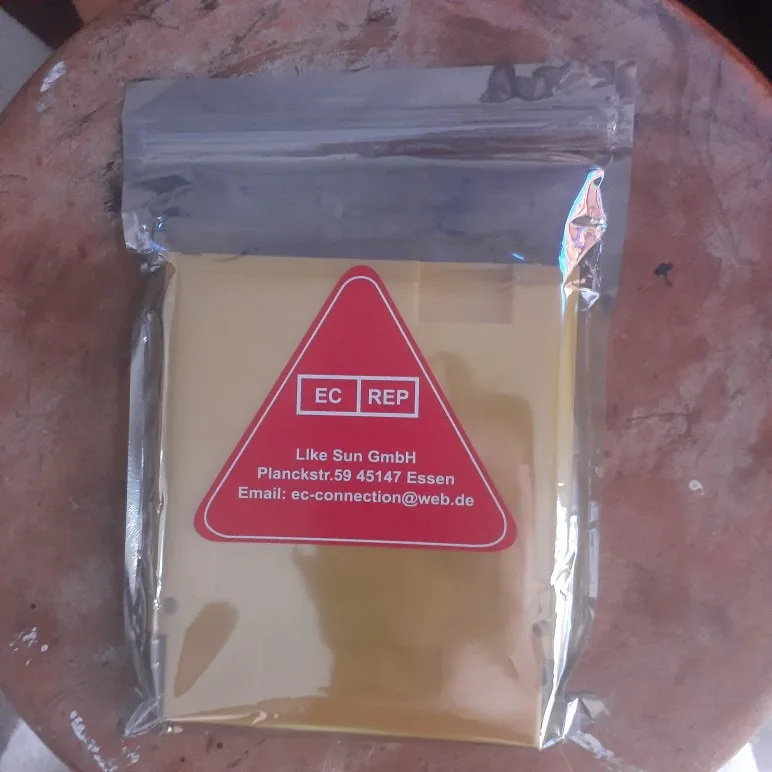 EC REP
LIke Sun GmbH
Planckstr.59 45147 Essen
Email: ec-connection@web.de